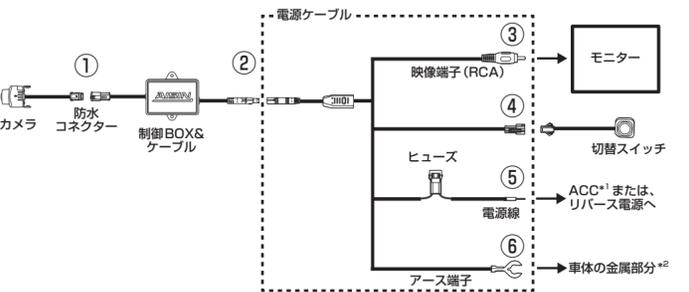 電源ケーブル
①
②
③
カメラ
防水
コネクター
AISIN
制御BOX&
ケーブル
映像端子（RCA）
モニター
④
切替スイッチ
ヒューズ
⑤
電源線
ACC*1または、
リバース電源へ
⑥
アース端子
車体の金属部分*2